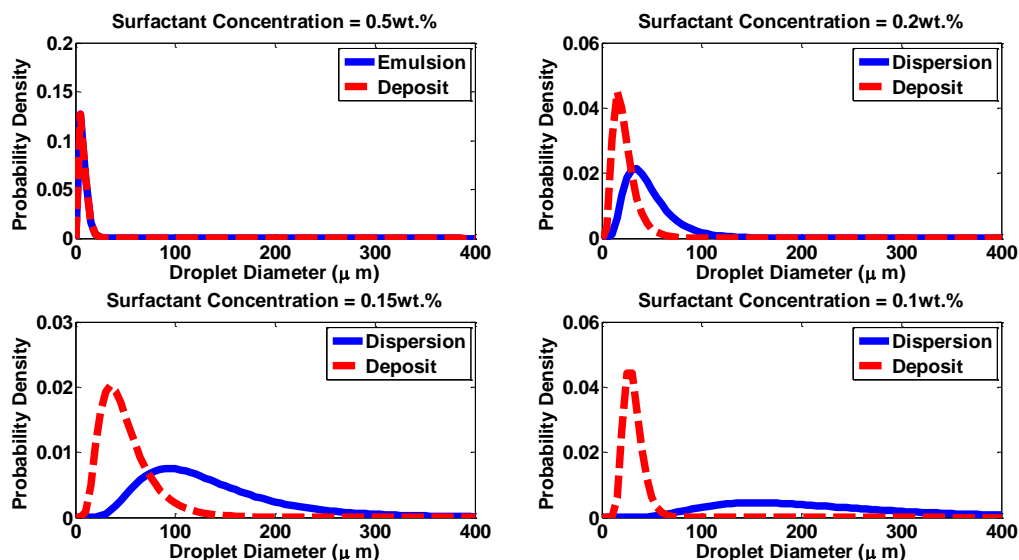 Surfactant Concentration = 0.5wt.%
0.2
0.15
0.1
0.05
0
Probability Density
Emulsion
Deposit
0 100 200 300 400
Droplet Diameter (μ m)
Surfactant Concentration = 0.2wt.%
0.06
0.04
0.02
0
Probability Density
Dispersion
Deposit
0 100 200 300 400
Droplet Diameter (μ m)
Surfactant Concentration = 0.15wt.%
0.03
0.02
0.01
0
Probability Density
Dispersion
Deposit
0 100 200 300 400
Droplet Diameter (μ m)
Surfactant Concentration = 0.1wt.%
0.06
0.04
0.02
0
Probability Density
Dispersion
Deposit
0 100 200 300 400
Droplet Diameter (μ m)